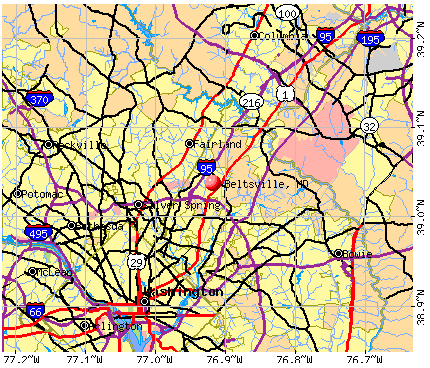 100
Columbia
95
195
39.2°N
370
216
1
39.1°N
32
Rockville
Fairland
95
Beltsville, MD
Potomac
Silver Spring
39.0°N
495
Bethesda
29
Bowie
McLean
Washington
38.9°N
66
Arlington
77.2°W 77.1°W 77.0°W 76.9°W 76.8°W 76.7°W